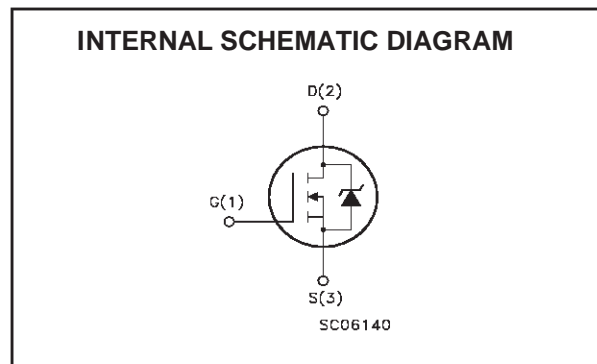 INTERNAL SCHEMATIC DIAGRAM
D(2)
G(1)
S(3)
SC06140